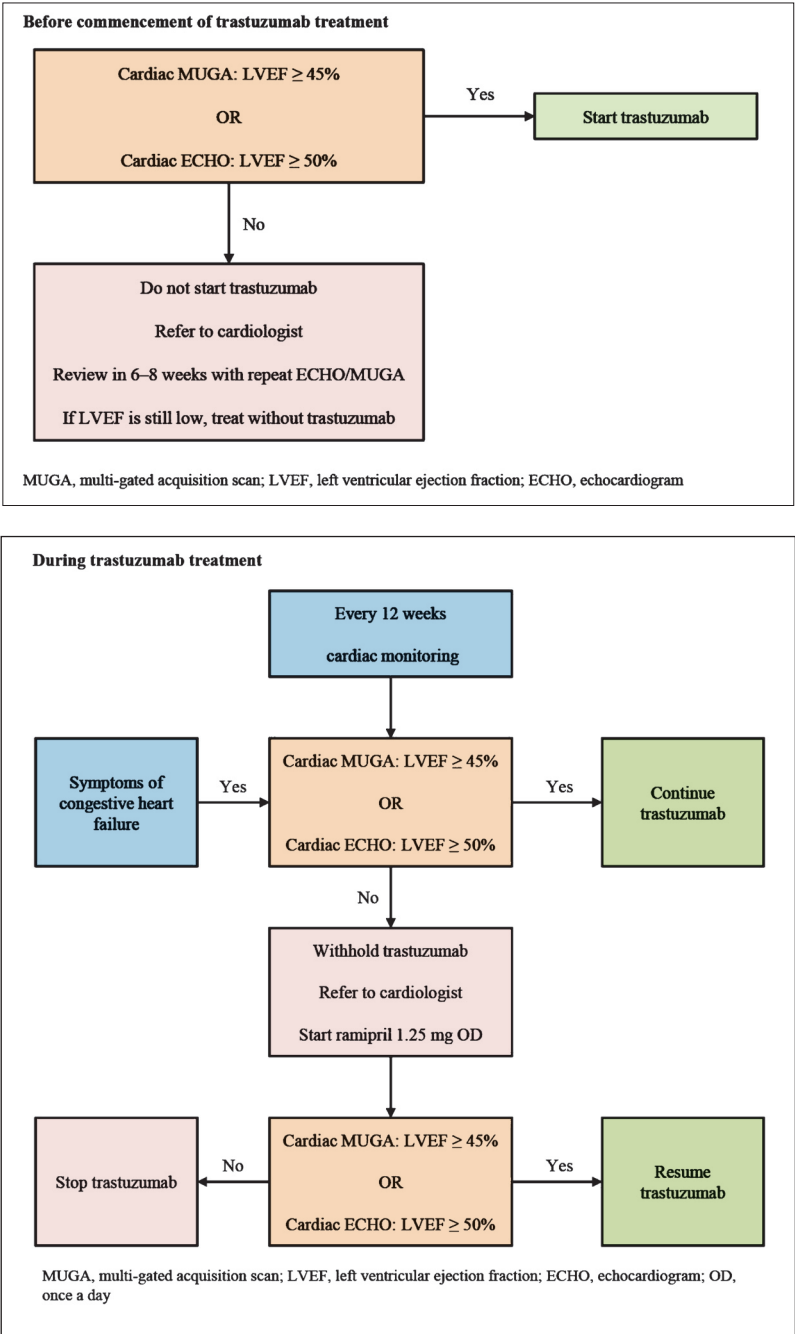 Before commencement of trastuzumab treatment
Cardiac MUGA: LVEF ≥ 45%
OR
Cardiac ECHO: LVEF ≥ 50%
Yes
Start trastuzumab
No
Do not start trastuzumab
Refer to cardiologist
Review in 6–8 weeks with repeat ECHO/MUGA
If LVEF is still low, treat without trastuzumab
MUGA, multi-gated acquisition scan; LVEF, left ventricular ejection fraction; ECHO, echocardiogram
During trastuzumab treatment
Every 12 weeks
cardiac monitoring
Symptoms of
congestive heart
failure
Yes
Cardiac MUGA: LVEF ≥ 45%
OR
Cardiac ECHO: LVEF ≥ 50%
Yes
Continue
trastuzumab
No
Withhold trastuzumab
Refer to cardiologist
Start ramipril 1.25 mg OD
Stop trastuzumab
No
Cardiac MUGA: LVEF ≥ 45%
OR
Cardiac ECHO: LVEF ≥ 50%
Yes
Resume
trastuzumab
MUGA, multi-gated acquisition scan; LVEF, left ventricular ejection fraction; ECHO, echocardiogram; OD,
once a day